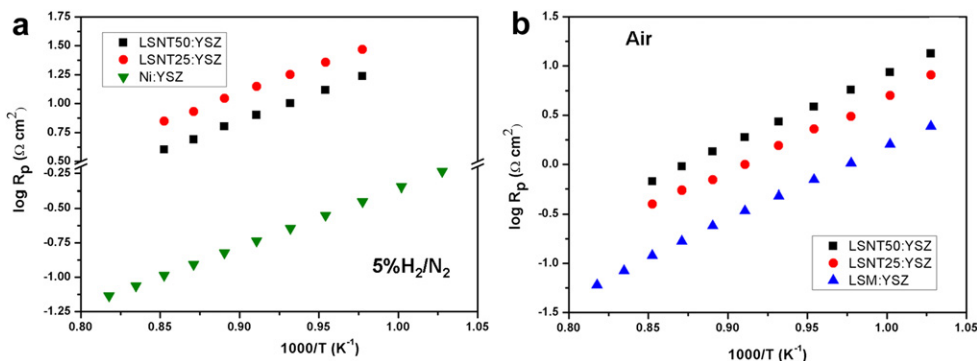 a
LSNT50:YSZ
LSNT25:YSZ
Ni:YSZ
1.75
1.50
1.25
1.00
0.75
0.50
-0.25
-0.50
-0.75
-1.00
-1.25
log Rp (Ω cm²)
5%H₂/N₂
0.80 0.85 0.90 0.95 1.00 1.05
1000/T (K⁻¹)
b
Air
1.5
1.0
0.5
0.0
-0.5
-1.0
-1.5
log Rp (Ω cm²)
LSNT50:YSZ
LSNT25:YSZ
LSM:YSZ
0.80 0.85 0.90 0.95 1.00 1.05
1000/T (K⁻¹)